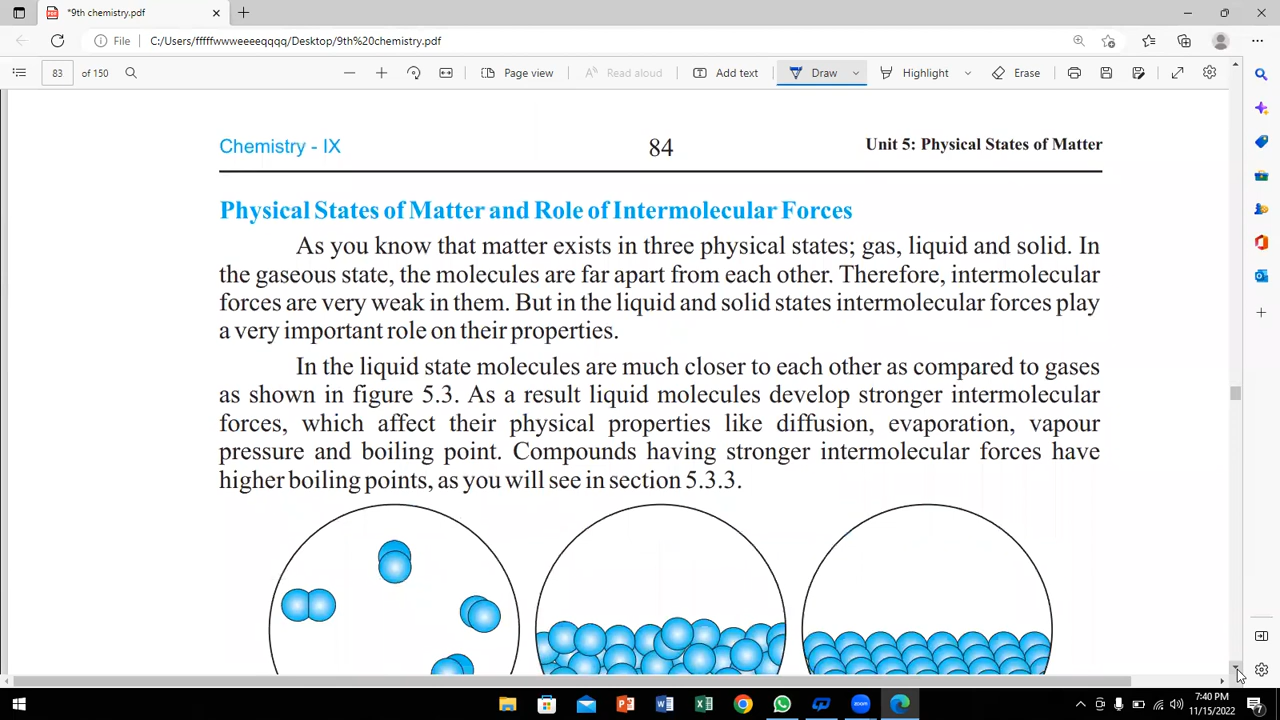 *9th chemistry.pdf
File
C:/Users/fffffwwweeeeqqqq/Desktop/9th%20chemistry.pdf
83 of 150
Page view
Read aloud
Add text
Draw
Highlight
Erase
Chemistry - IX
84
Unit 5: Physical States of Matter
Physical States of Matter and Role of Intermolecular Forces
As you know that matter exists in three physical states; gas, liquid and solid. In
the gaseous state, the molecules are far apart from each other. Therefore, intermolecular
forces are very weak in them. But in the liquid and solid states intermolecular forces play
a very important role on their properties.
In the liquid state molecules are much closer to each other as compared to gases
as shown in figure 5.3. As a result liquid molecules develop stronger intermolecular
forces, which affect their physical properties like diffusion, evaporation, vapour
pressure and boiling point. Compounds having stronger intermolecular forces have
higher boiling points, as you will see in section 5.3.3.
zoom
7:40 PM
11/15/2022